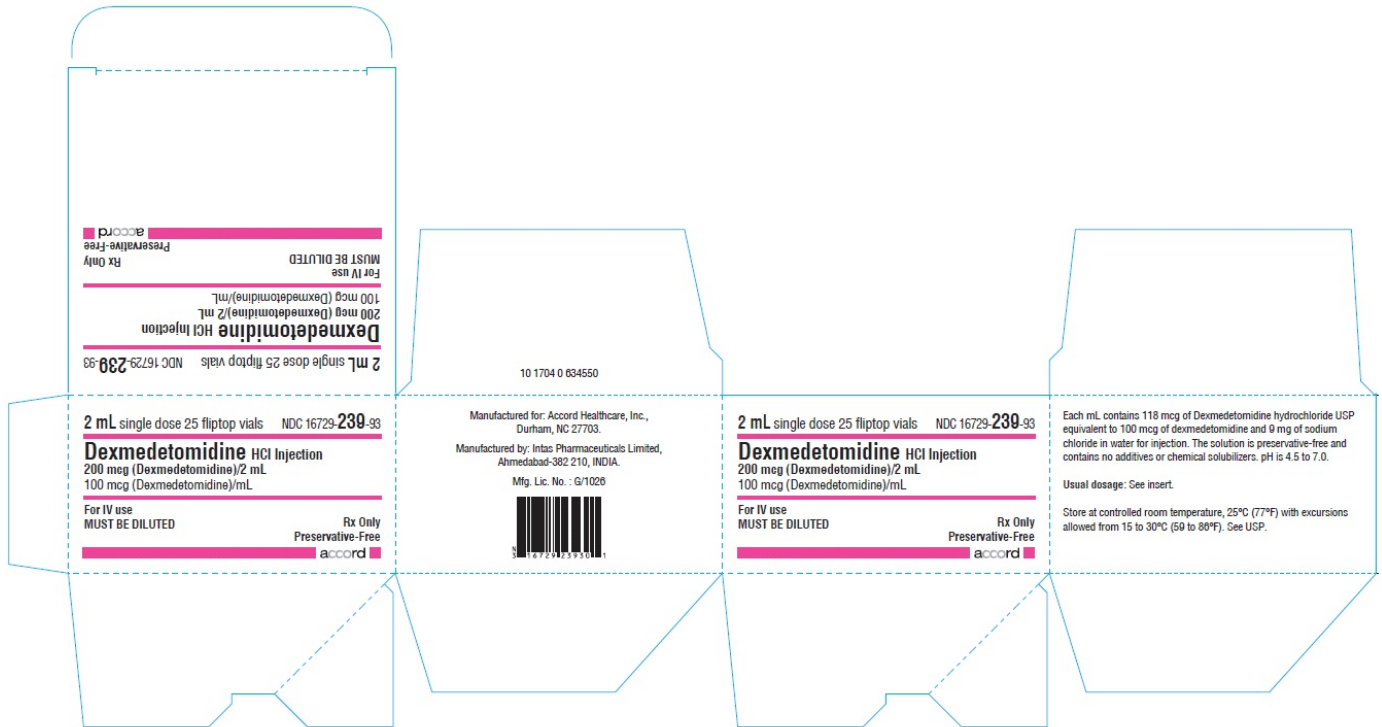 2 mL single dose 25 fliptop vials NDC 16729-239-93
Dexmedetomidine HCl Injection
200 mcg (Dexmedetomidine)/2 mL
100 mcg (Dexmedetomidine)/mL
For IV use
MUST BE DILUTED
Rx Only
Preservative-Free
accord
10 1704 0 634550
2 mL single dose 25 fliptop vials NDC 16729-239-93
Dexmedetomidine HCl Injection
200 mcg (Dexmedetomidine)/2 mL
100 mcg (Dexmedetomidine)/mL
For IV use
MUST BE DILUTED
Rx Only
Preservative-Free
accord
Manufactured for: Accord Healthcare, Inc.,
Durham, NC 27703.
Manufactured by: Intas Pharmaceuticals Limited,
Ahmedabad-382 210, INDIA.
Mfg. Lic. No. : G/1026
N
3 16729 23930 1
2 mL single dose 25 fliptop vials NDC 16729-239-93
Dexmedetomidine HCl Injection
200 mcg (Dexmedetomidine)/2 mL
100 mcg (Dexmedetomidine)/mL
For IV use
MUST BE DILUTED
Rx Only
Preservative-Free
accord
Each mL contains 118 mcg of Dexmedetomidine hydrochloride USP
equivalent to 100 mcg of dexmedetomidine and 9 mg of sodium
chloride in water for injection. The solution is preservative-free and
contains no additives or chemical solubilizers. pH is 4.5 to 7.0.
Usual dosage: See insert.
Store at controlled room temperature, 25ºC (77ºF) with excursions
allowed from 15 to 30ºC (59 to 86ºF). See USP.